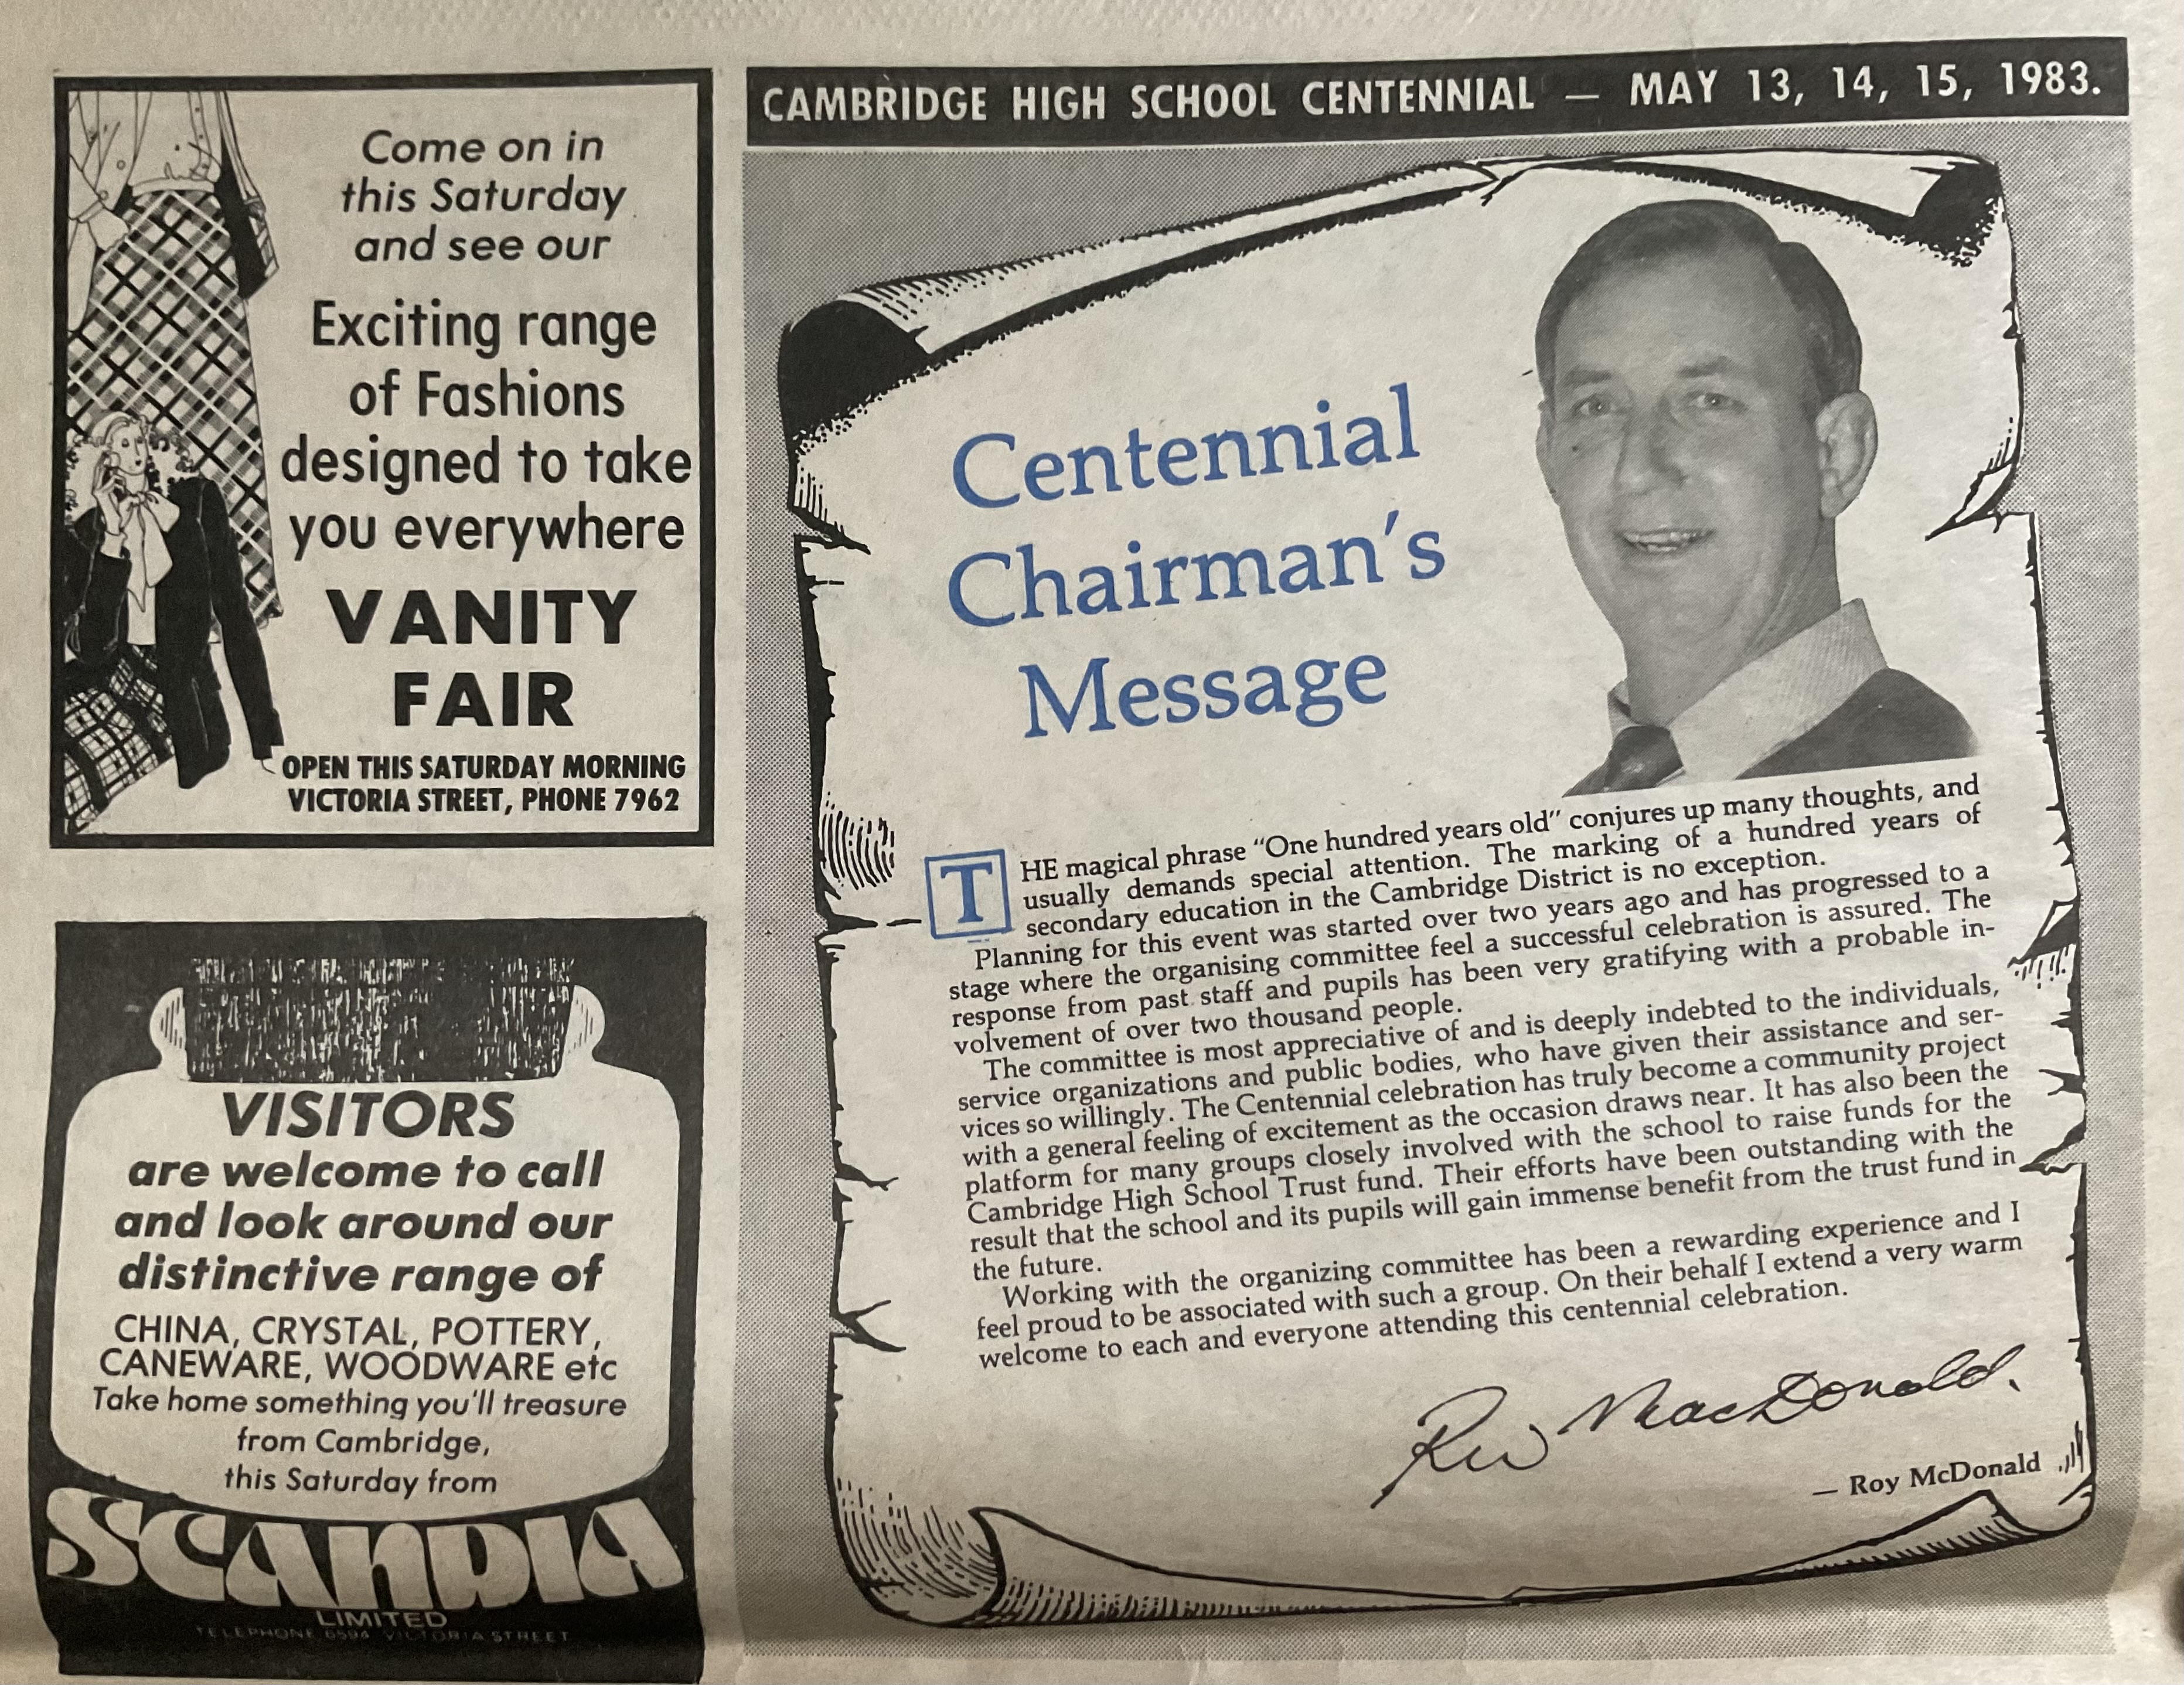 Come on in
this Saturday
and see our
Exciting range
of Fashions
designed to take
you everywhere
VANITY
FAIR
OPEN THIS SATURDAY MORNING
VICTORIA STREET, PHONE 7962
VISITORS
are welcome to call
and look around our
distinctive range of
CHINA, CRYSTAL, POTTERY,
CANEWARE, WOODWARE etc
Take home something you'll treasure
from Cambridge,
this Saturday from
SCANDIA
LIMITED
TELEPHONE 6594 VICTORIA STREET
CAMBRIDGE HIGH SCHOOL CENTENNIAL — MAY 13, 14, 15, 1983.
Centennial
Chairman's
Message
THE magical phrase "One hundred years old" conjures up many thoughts, and
usually demands special attention. The marking of a hundred years of
secondary education in the Cambridge District is no exception.
Planning for this event was started over two years ago and has progressed to a
stage where the organising committee feel a successful celebration is assured. The
response from past staff and pupils has been very gratifying with a probable in-
volvement of over two thousand people.
The committee is most appreciative of and is deeply indebted to the individuals,
service organizations and public bodies, who have given their assistance and ser-
vices so willingly. The Centennial celebration has truly become a community project
with a general feeling of excitement as the occasion draws near. It has also been the
platform for many groups closely involved with the school to raise funds for the
Cambridge High School Trust fund. Their efforts have been outstanding with the
result that the school and its pupils will gain immense benefit from the trust fund in
the future.
Working with the organizing committee has been a rewarding experience and I
feel proud to be associated with such a group. On their behalf I extend a very warm
welcome to each and everyone attending this centennial celebration.
MacDonald.
— Roy McDonald